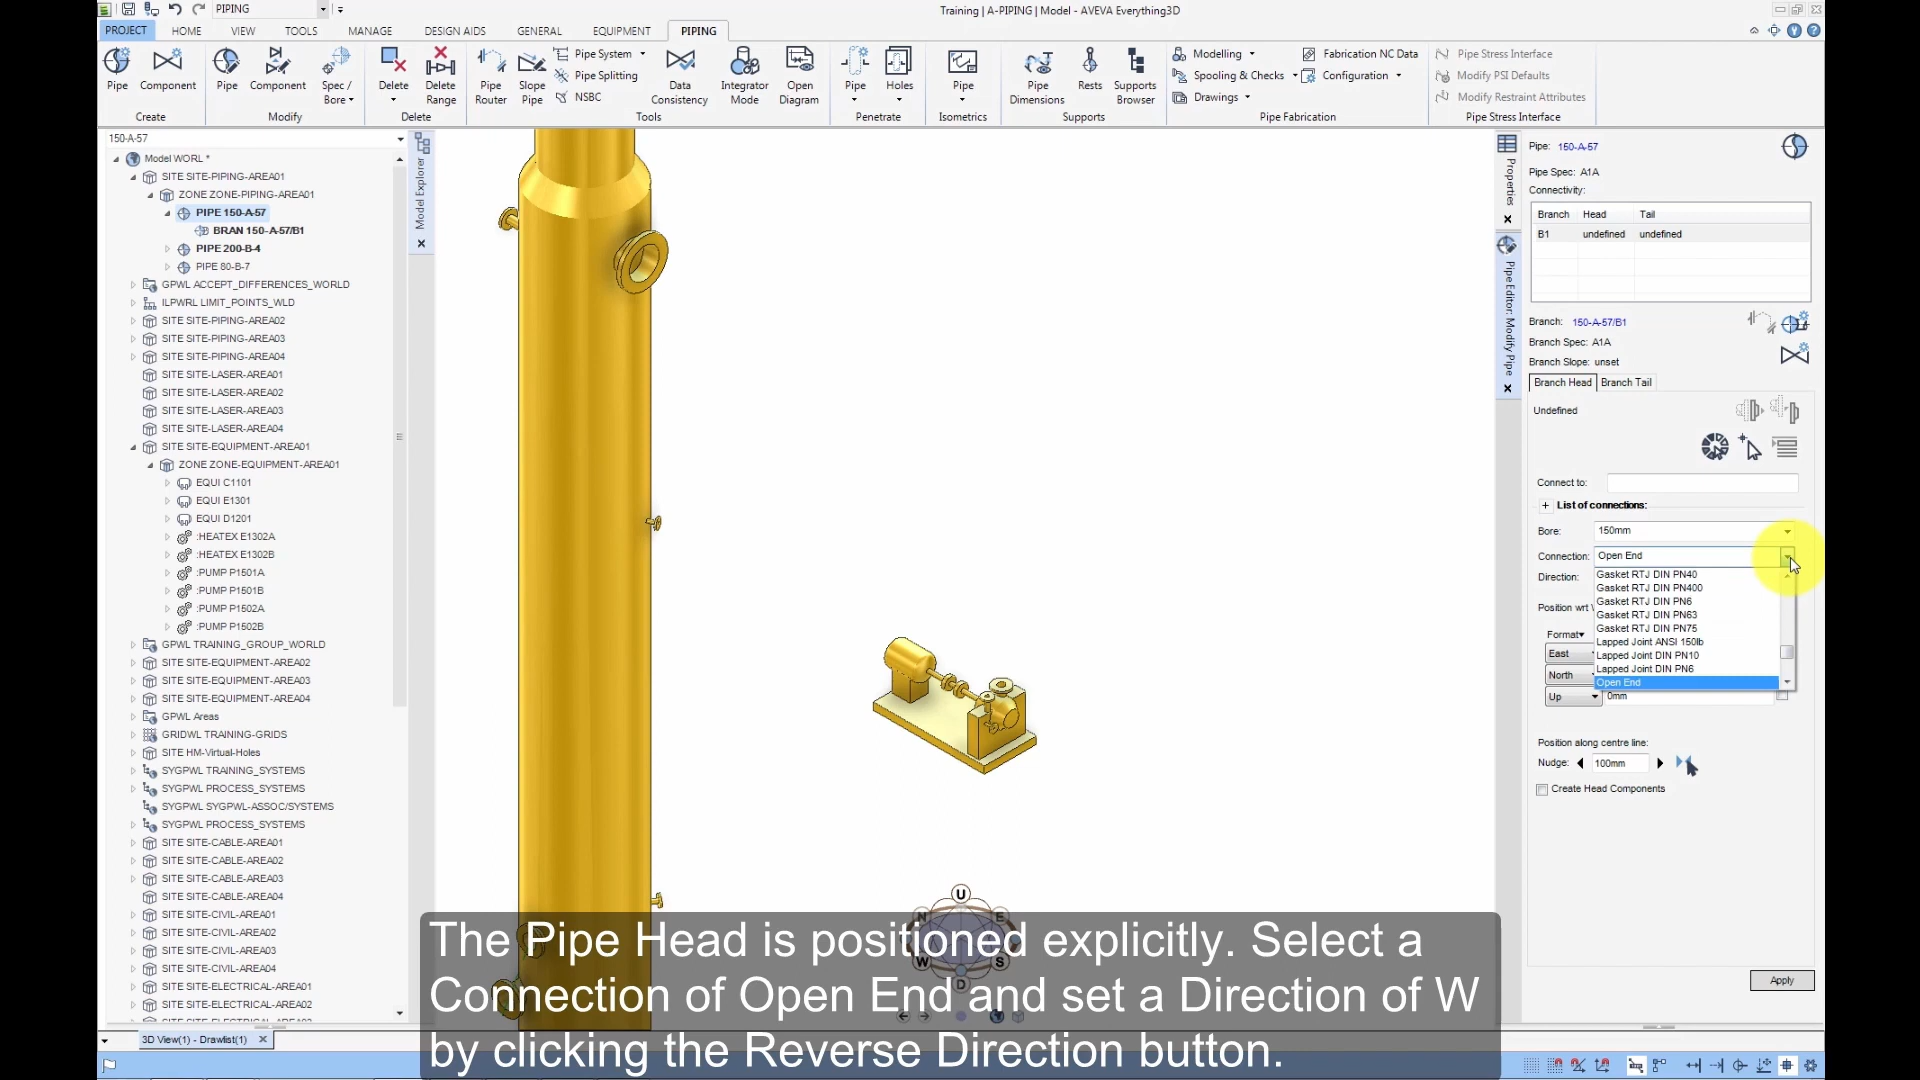 PIPING
Training | A-PIPING | Model - AVEVA Everything3D
PROJECT HOME VIEW TOOLS MANAGE DESIGN AIDS GENERAL EQUIPMENT PIPING
Pipe Component Pipe Component Spec / Bore Delete Delete Range Pipe Router Slope Pipe Pipe System Pipe Splitting NSBC Data Consistency Integrator Mode Open Diagram Pipe Holes Pipe Pipe Dimensions Rests Supports Browser Modelling Spooling & Checks Drawings Fabrication NC Data Configuration Pipe Stress Interface Modify PSI Defaults Modify Restraint Attributes
Create Modify Delete Tools Penetrate Isometrics Supports Pipe Fabrication Pipe Stress Interface
150-A-57
Model WORL *
SITE SITE-PIPING-AREA01
ZONE ZONE-PIPING-AREA01
PIPE 150-A-57
BRAN 150-A-57/B1
PIPE 200-B-4
PIPE 80-B-7
GPWL ACCEPT_DIFFERENCES_WORLD
ILPWRL LIMIT_POINTS_WLD
SITE SITE-PIPING-AREA02
SITE SITE-PIPING-AREA03
SITE SITE-PIPING-AREA04
SITE SITE-LASER-AREA01
SITE SITE-LASER-AREA02
SITE SITE-LASER-AREA03
SITE SITE-LASER-AREA04
SITE SITE-EQUIPMENT-AREA01
ZONE ZONE-EQUIPMENT-AREA01
EQUI C1101
EQUI E1301
EQUI D1201
:HEATEX E1302A
:HEATEX E1302B
:PUMP P1501A
:PUMP P1501B
:PUMP P1502A
:PUMP P1502B
GPWL TRAINING_GROUP_WORLD
SITE SITE-EQUIPMENT-AREA02
SITE SITE-EQUIPMENT-AREA03
SITE SITE-EQUIPMENT-AREA04
GPWL Areas
GRIDWL TRAINING-GRIDS
SITE HM-Virtual-Holes
SYGPWL TRAINING_SYSTEMS
SYGPWL PROCESS_SYSTEMS
SYGPWL SYGPWL-ASSOC/SYSTEMS
SYGPWL PROCESS_SYSTEMS
SITE SITE-CABLE-AREA01
SITE SITE-CABLE-AREA02
SITE SITE-CABLE-AREA03
SITE SITE-CABLE-AREA04
SITE SITE-CIVIL-AREA01
SITE SITE-CIVIL-AREA02
SITE SITE-CIVIL-AREA03
SITE SITE-CIVIL-AREA04
SITE SITE-ELECTRICAL-AREA01
SITE SITE-ELECTRICAL-AREA02
Model Explorer
3D View(1) - Drawlist(1)
U
N E
W S
D
The Pipe Head is positioned explicitly. Select a
Connection of Open End and set a Direction of W
by clicking the Reverse Direction button.
Properties
Pipe Editor: Modify Pipe
Pipe: 150-A-57
Pipe Spec: A1A
Connectivity:
Branch Head Tail
B1 undefined undefined
Branch: 150-A-57/B1
Branch Spec: A1A
Branch Slope: unset
Branch Head Branch Tail
Undefined
Connect to:
+ List of connections:
Bore: 150mm
Connection: Open End
Gasket RTJ DIN PN40
Direction:
Gasket RTJ DIN PN400
Gasket RTJ DIN PN6
Position wrt
Gasket RTJ DIN PN63
Gasket RTJ DIN PN75
Format
Lapped Joint ANSI 150lb
East
Lapped Joint DIN PN10
Lapped Joint DIN PN6
North
Open End
Up 0mm
Position along centre line:
Nudge: 100mm
Create Head Components
Apply